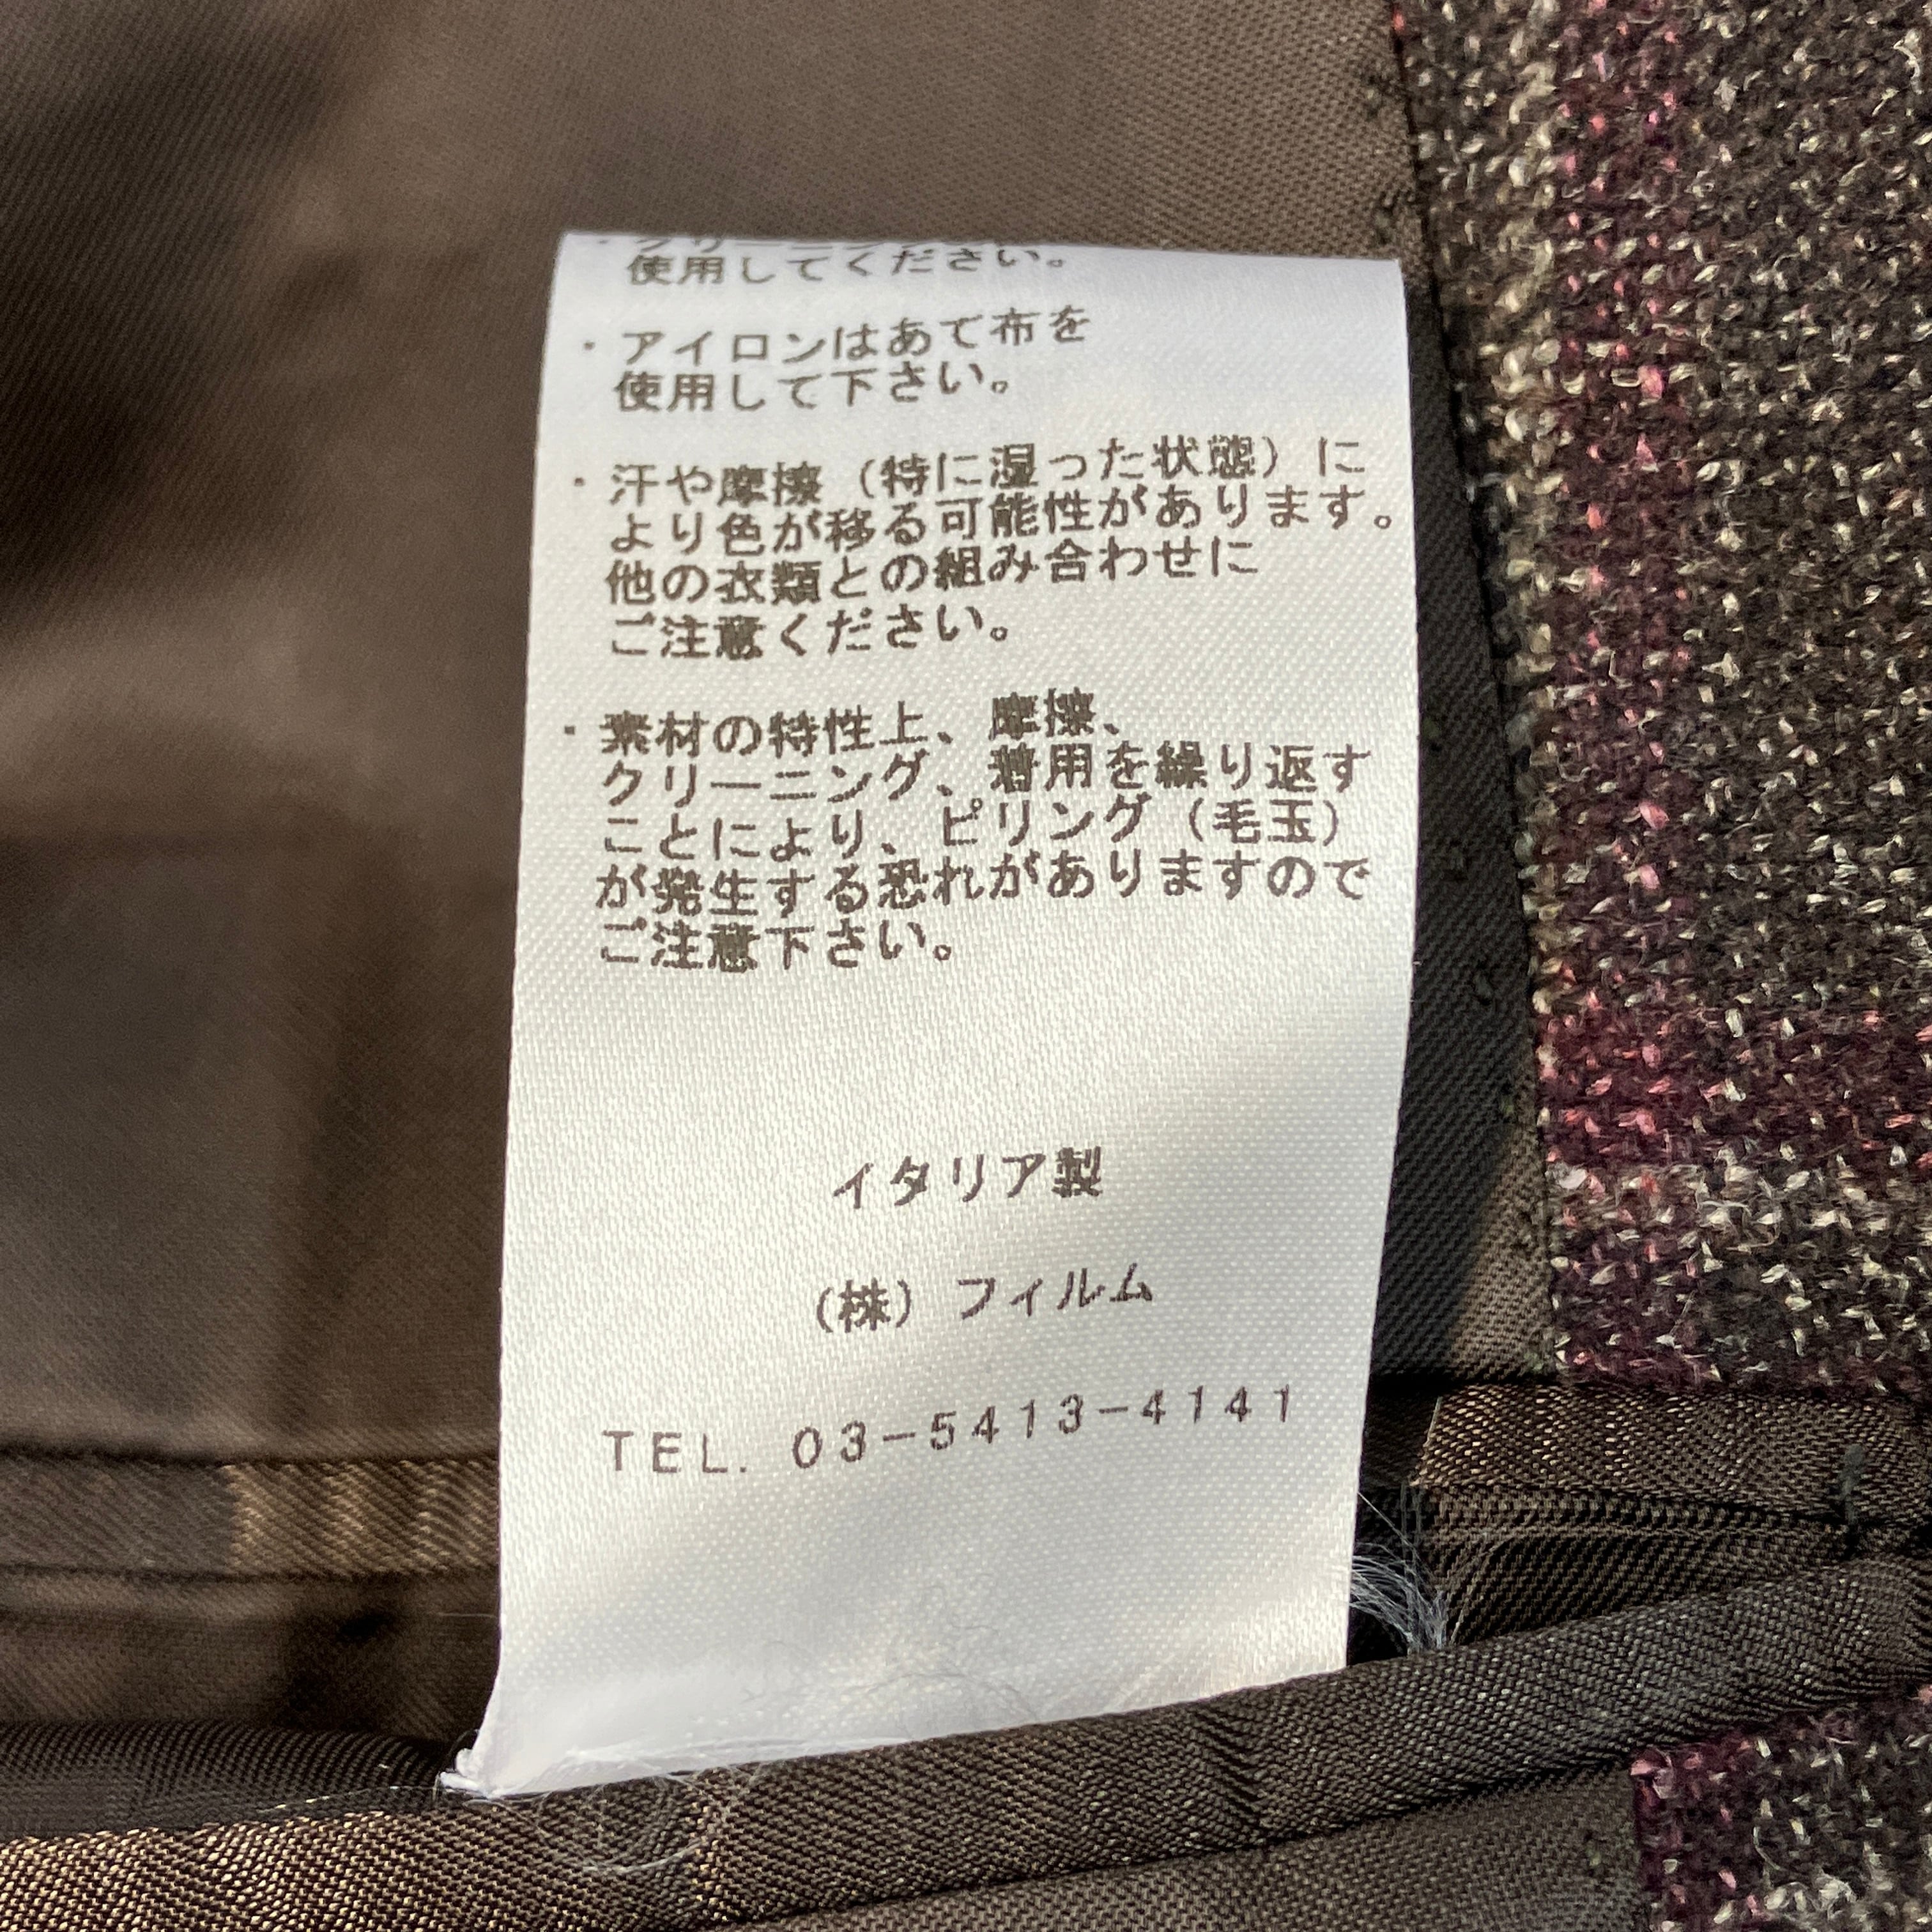 使用してください。
・アイロンはあて布を
使用して下さい。
・汗や摩擦（特に湿った状態）に
より色が移る可能性があります。
他の衣類との組み合わせに
ご注意ください。
・素材の特性上、摩擦、
クリーニング、着用を繰り返す
ことにより、ピリング（毛玉）
が発生する恐れがありますので
ご注意下さい。
イタリア製
（株）フィルム
TEL. 03-5413-4141